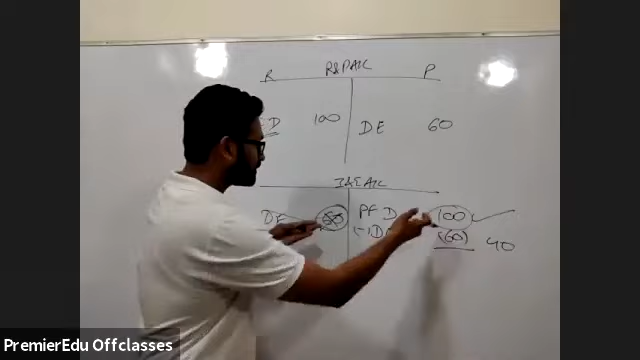 R&P A/C
R P
D 100 DE 60
I&E A/C
DE PF D 100
(-) D (60) 40
PremierEdu Offclasses